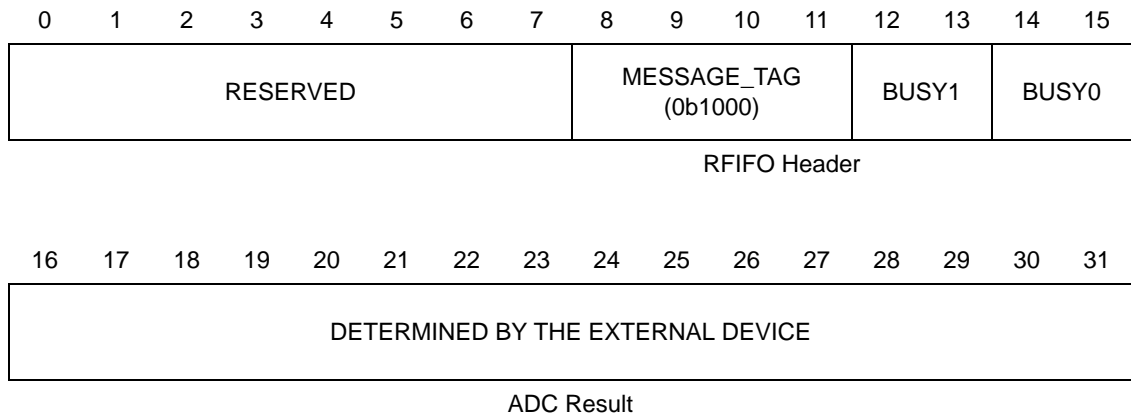 0 1 2 3 4 5 6 7 8 9 10 11 12 13 14 15
RESERVED MESSAGE_TAG BUSY1 BUSY0
(0b1000)
RFIFO Header
16 17 18 19 20 21 22 23 24 25 26 27 28 29 30 31
DETERMINED BY THE EXTERNAL DEVICE
ADC Result